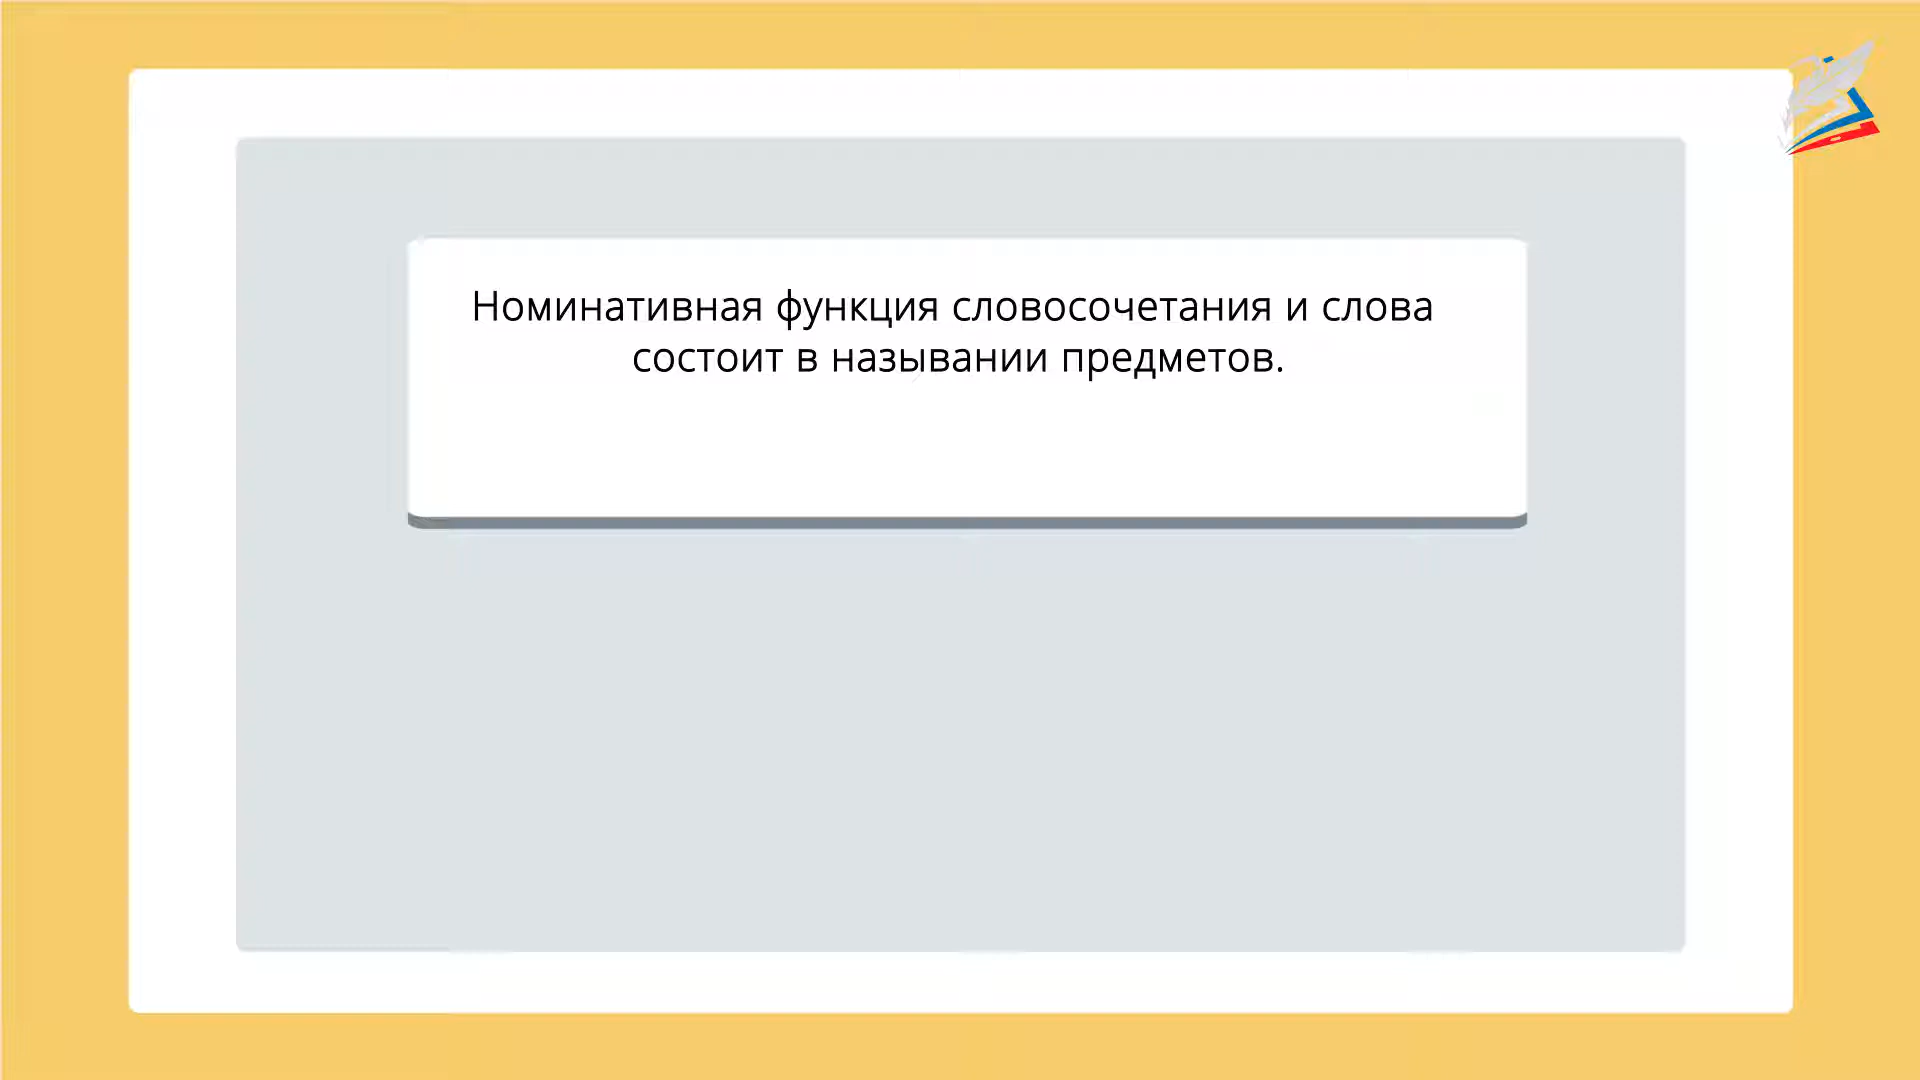 Номинативная функция словосочетания и слова
состоит в назывании предметов.